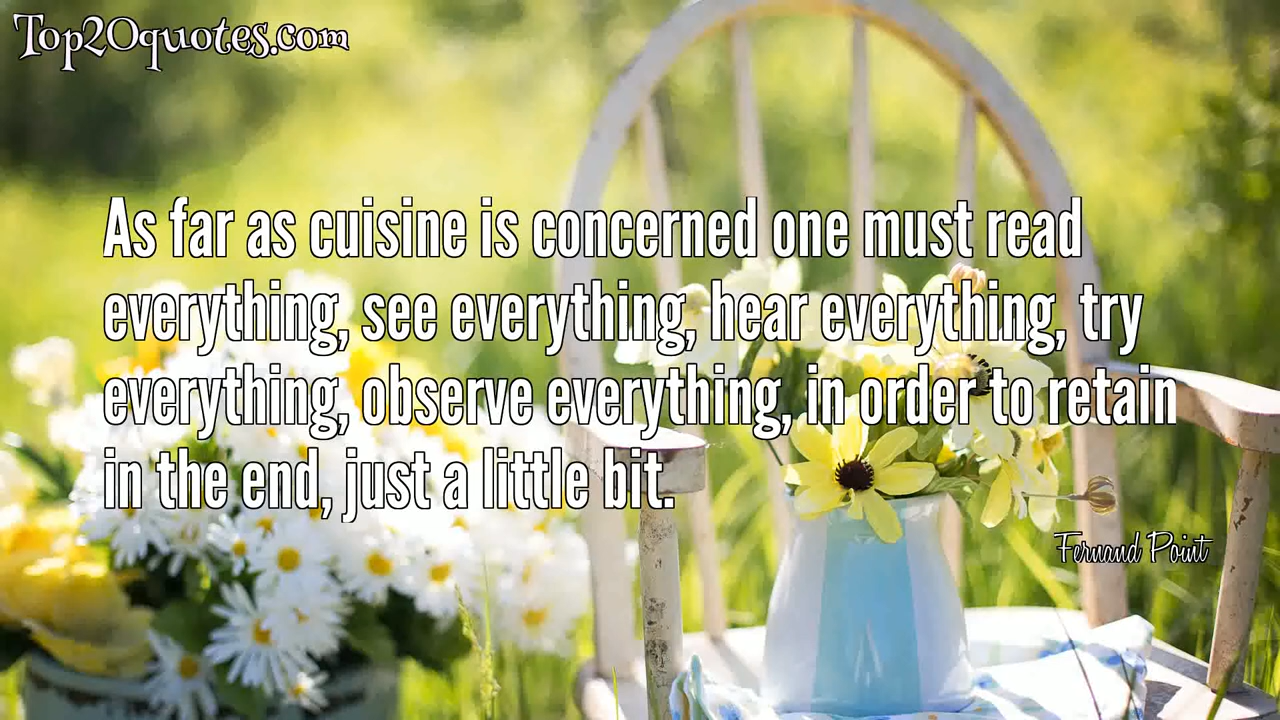 Top20quotes.com
As far as cuisine is concerned one must read
everything, see everything, hear everything, try
everything, observe everything, in order to retain
in the end, just a little bit.
Fernand Point